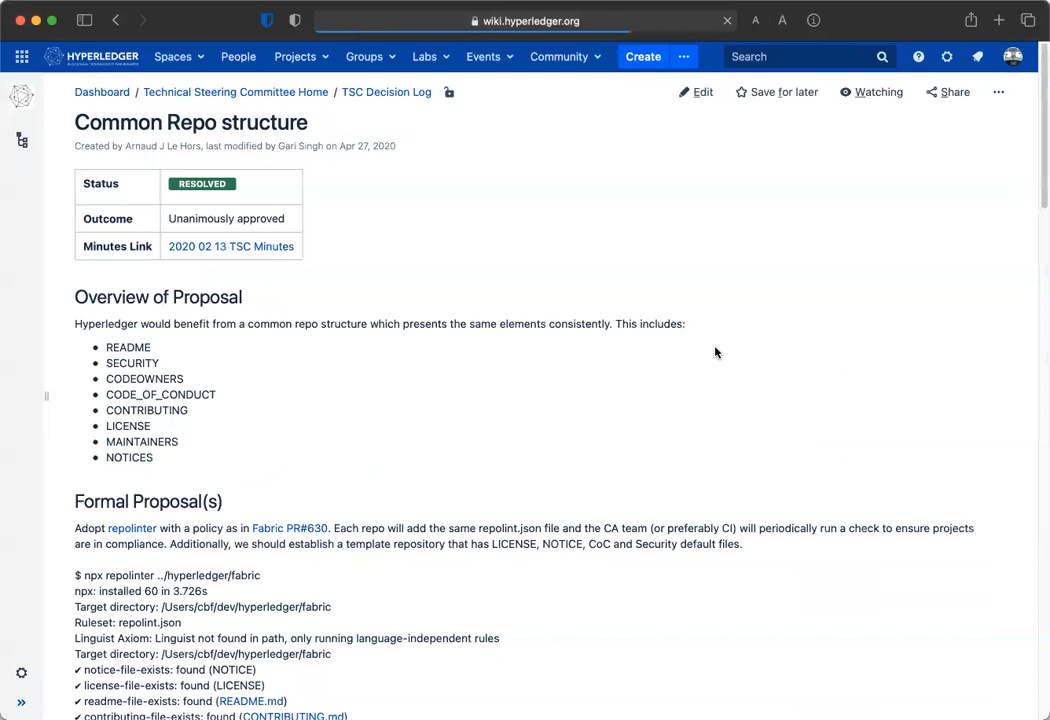 wiki.hyperledger.org
A A
HYPERLEDGER Spaces People Projects Groups Labs Events Community Create ... Search
Dashboard / Technical Steering Committee Home / TSC Decision Log
Edit Save for later Watching Share ...
Common Repo structure
Created by Arnaud J Le Hors, last modified by Gari Singh on Apr 27, 2020
Status RESOLVED
Outcome Unanimously approved
Minutes Link 2020 02 13 TSC Minutes
Overview of Proposal
Hyperledger would benefit from a common repo structure which presents the same elements consistently. This includes:
• README
• SECURITY
• CODEOWNERS
• CODE_OF_CONDUCT
• CONTRIBUTING
• LICENSE
• MAINTAINERS
• NOTICES
Formal Proposal(s)
Adopt repolinter with a policy as in Fabric PR#630. Each repo will add the same repolint.json file and the CA team (or preferably CI) will periodically run a check to ensure projects
are in compliance. Additionally, we should establish a template repository that has LICENSE, NOTICE, CoC and Security default files.
$ npx repolinter ../hyperledger/fabric
npx: installed 60 in 3.726s
Target directory: /Users/cbf/dev/hyperledger/fabric
Ruleset: repolint.json
Linguist Axiom: Linguist not found in path, only running language-independent rules
Target directory: /Users/cbf/dev/hyperledger/fabric
✔ notice-file-exists: found (NOTICE)
✔ license-file-exists: found (LICENSE)
✔ readme-file-exists: found (README.md)
✔ contributing-file-exists: found (CONTRIBUTING.md)